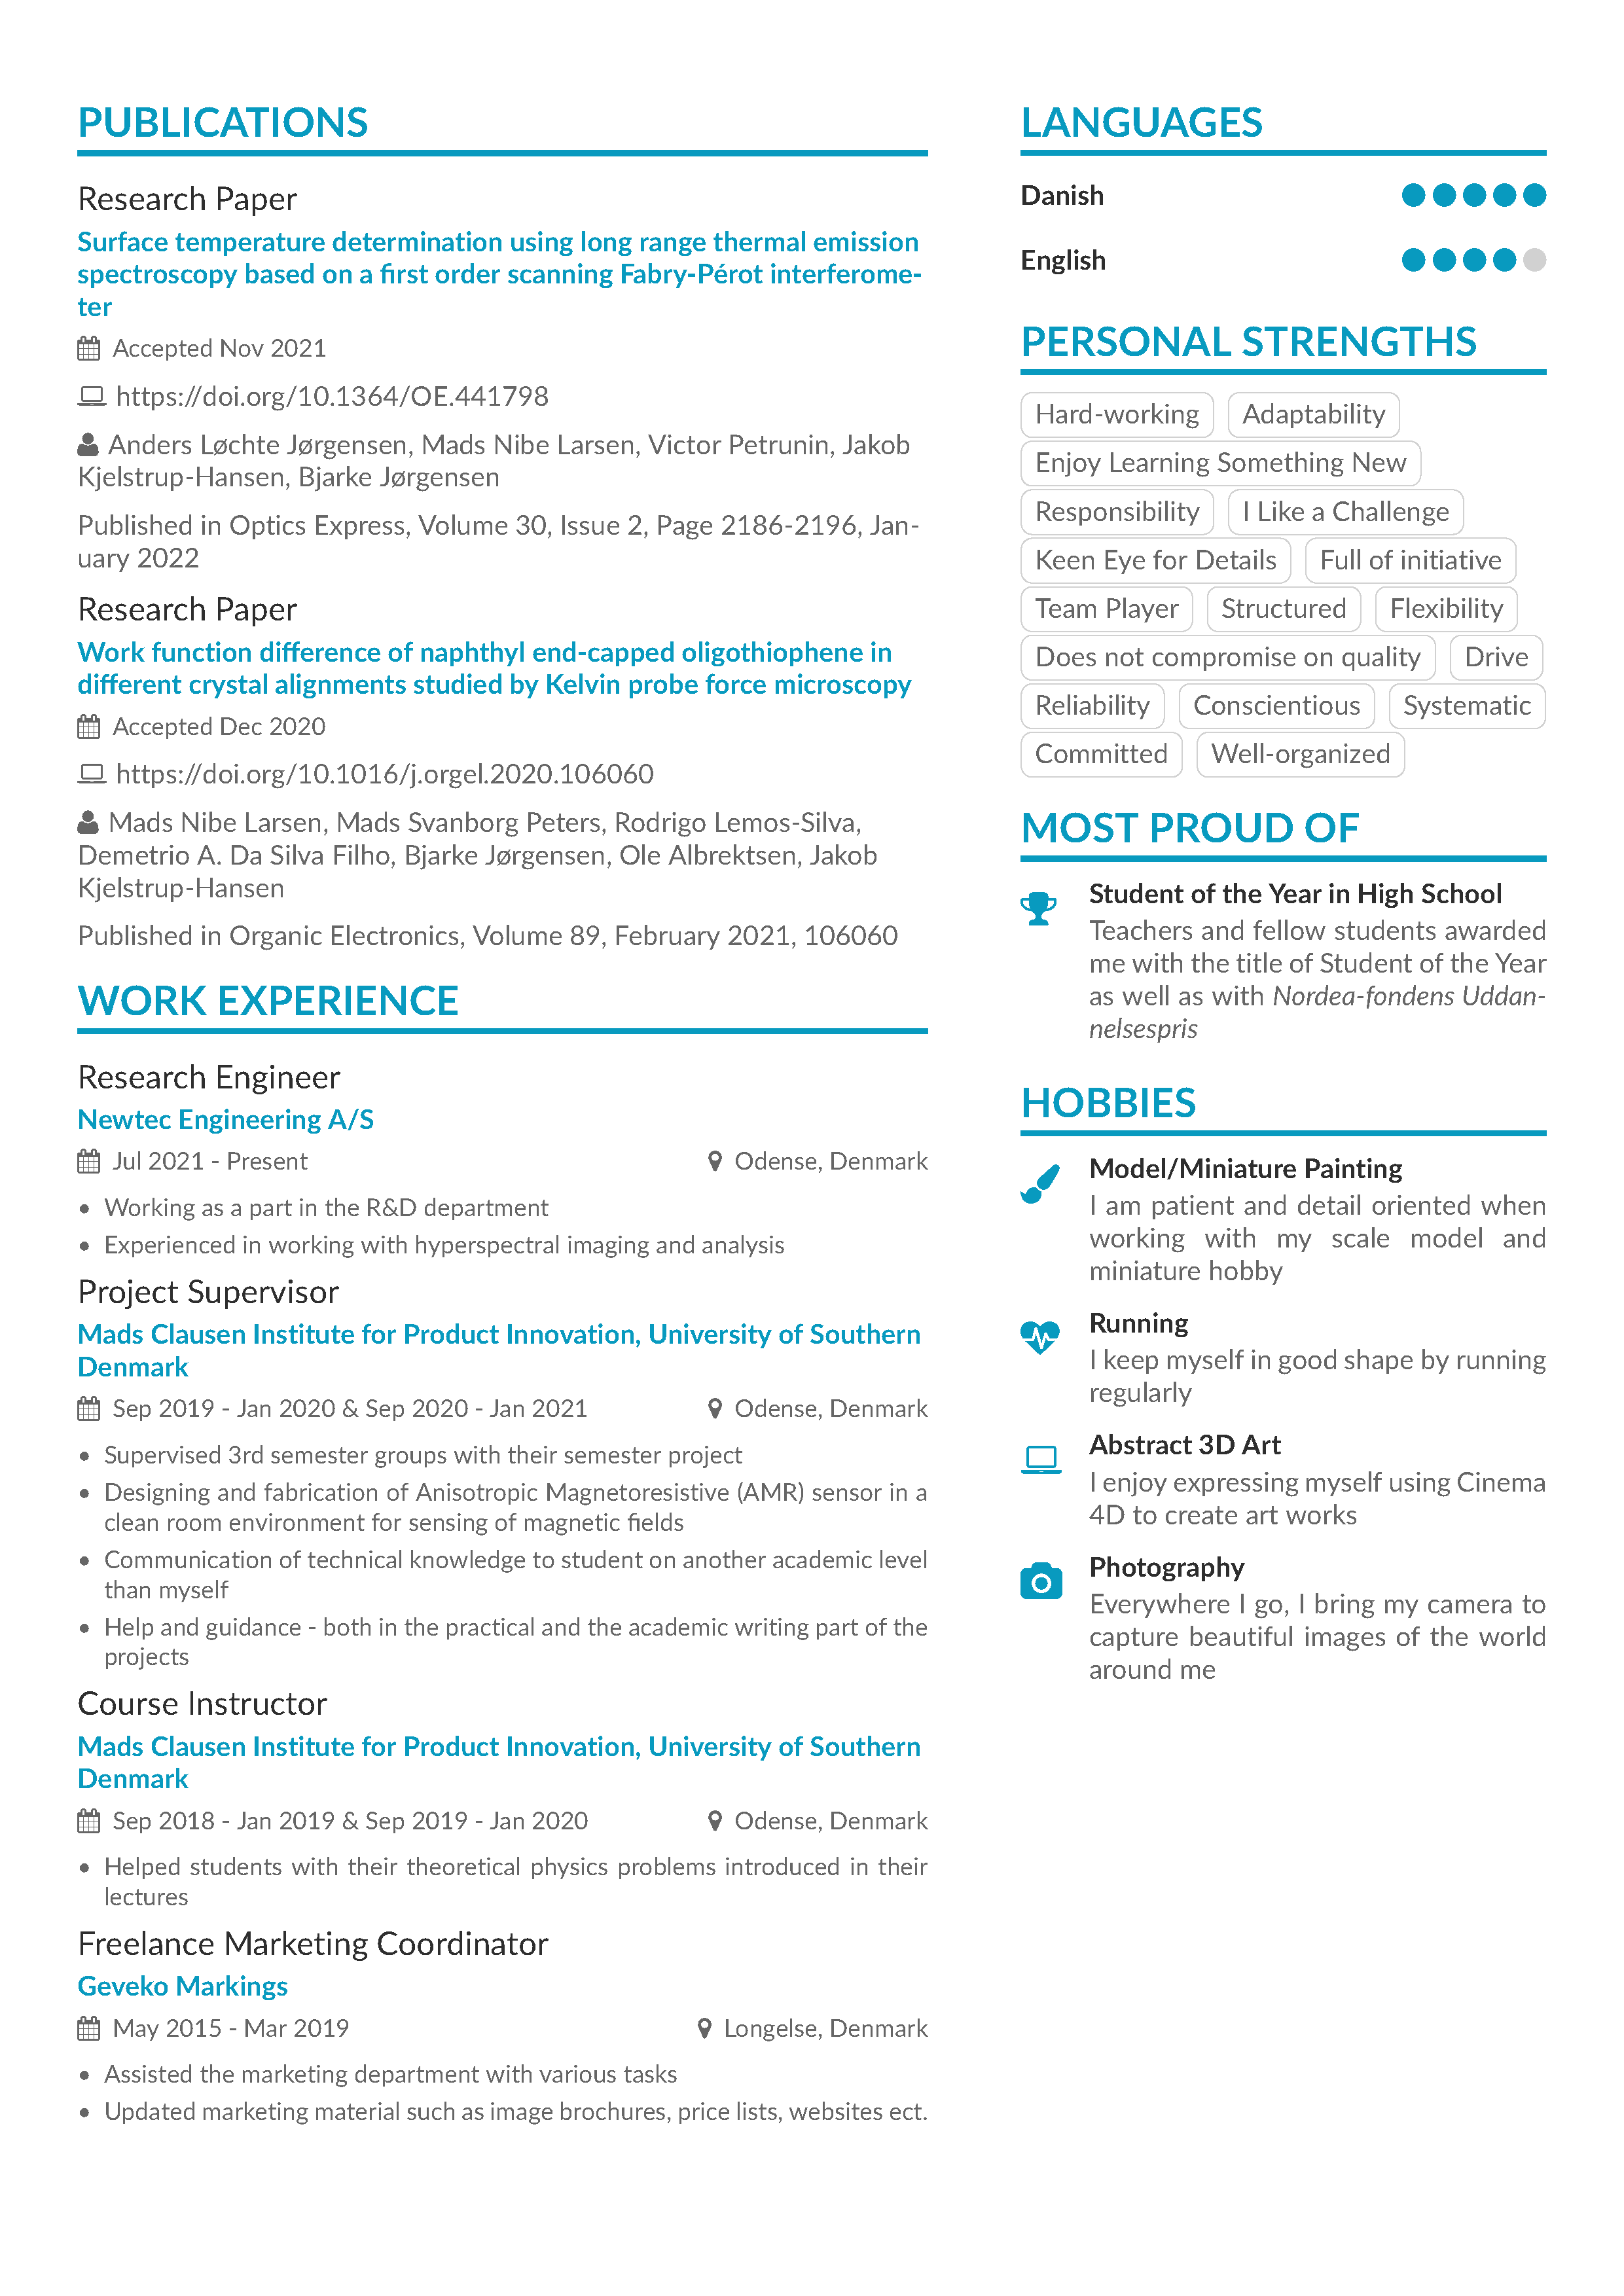 PUBLICATIONS
Research Paper
Surface temperature determination using long range thermal emission
spectroscopy based on a first order scanning Fabry-Pérot interferome-
ter
Accepted Nov 2021
https://doi.org/10.1364/OE.441798
Anders Løchte Jørgensen, Mads Nibe Larsen, Victor Petrunin, Jakob
Kjelstrup-Hansen, Bjarke Jørgensen
Published in Optics Express, Volume 30, Issue 2, Page 2186-2196, Jan-
uary 2022
Research Paper
Work function difference of naphthyl end-capped oligothiophene in
different crystal alignments studied by Kelvin probe force microscopy
Accepted Dec 2020
https://doi.org/10.1016/j.orgel.2020.106060
Mads Nibe Larsen, Mads Svanborg Peters, Rodrigo Lemos-Silva,
Demetrio A. Da Silva Filho, Bjarke Jørgensen, Ole Albrektsen, Jakob
Kjelstrup-Hansen
Published in Organic Electronics, Volume 89, February 2021, 106060
WORK EXPERIENCE
Research Engineer
Newtec Engineering A/S
Jul 2021 - Present Odense, Denmark
• Working as a part in the R&D department
• Experienced in working with hyperspectral imaging and analysis
Project Supervisor
Mads Clausen Institute for Product Innovation, University of Southern
Denmark
Sep 2019 - Jan 2020 & Sep 2020 - Jan 2021 Odense, Denmark
• Supervised 3rd semester groups with their semester project
• Designing and fabrication of Anisotropic Magnetoresistive (AMR) sensor in a
clean room environment for sensing of magnetic fields
• Communication of technical knowledge to student on another academic level
than myself
• Help and guidance - both in the practical and the academic writing part of the
projects
Course Instructor
Mads Clausen Institute for Product Innovation, University of Southern
Denmark
Sep 2018 - Jan 2019 & Sep 2019 - Jan 2020 Odense, Denmark
• Helped students with their theoretical physics problems introduced in their
lectures
Freelance Marketing Coordinator
Geveko Markings
May 2015 - Mar 2019 Longelse, Denmark
• Assisted the marketing department with various tasks
• Updated marketing material such as image brochures, price lists, websites ect.
LANGUAGES
Danish
English
PERSONAL STRENGTHS
Hard-working Adaptability
Enjoy Learning Something New
Responsibility I Like a Challenge
Keen Eye for Details Full of initiative
Team Player Structured Flexibility
Does not compromise on quality Drive
Reliability Conscientious Systematic
Committed Well-organized
MOST PROUD OF
Student of the Year in High School
Teachers and fellow students awarded
me with the title of Student of the Year
as well as with Nordea-fondens Uddan-
nelsespris
HOBBIES
Model/Miniature Painting
I am patient and detail oriented when
working with my scale model and
miniature hobby
Running
I keep myself in good shape by running
regularly
Abstract 3D Art
I enjoy expressing myself using Cinema
4D to create art works
Photography
Everywhere I go, I bring my camera to
capture beautiful images of the world
around me